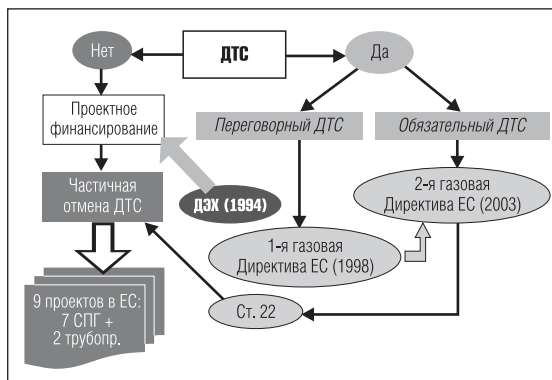 Нет
ДТС
Да
Проектное
финансирование
Переговорный ДТС
Обязательный ДТС
Частичная
отмена ДТС
ДЭХ (1994)
2-я газовая
Директива ЕС (2003)
1-я газовая
Директива ЕС (1998)
9 проектов в ЕС:
7 СПГ +
2 трубопр.
Ст. 22